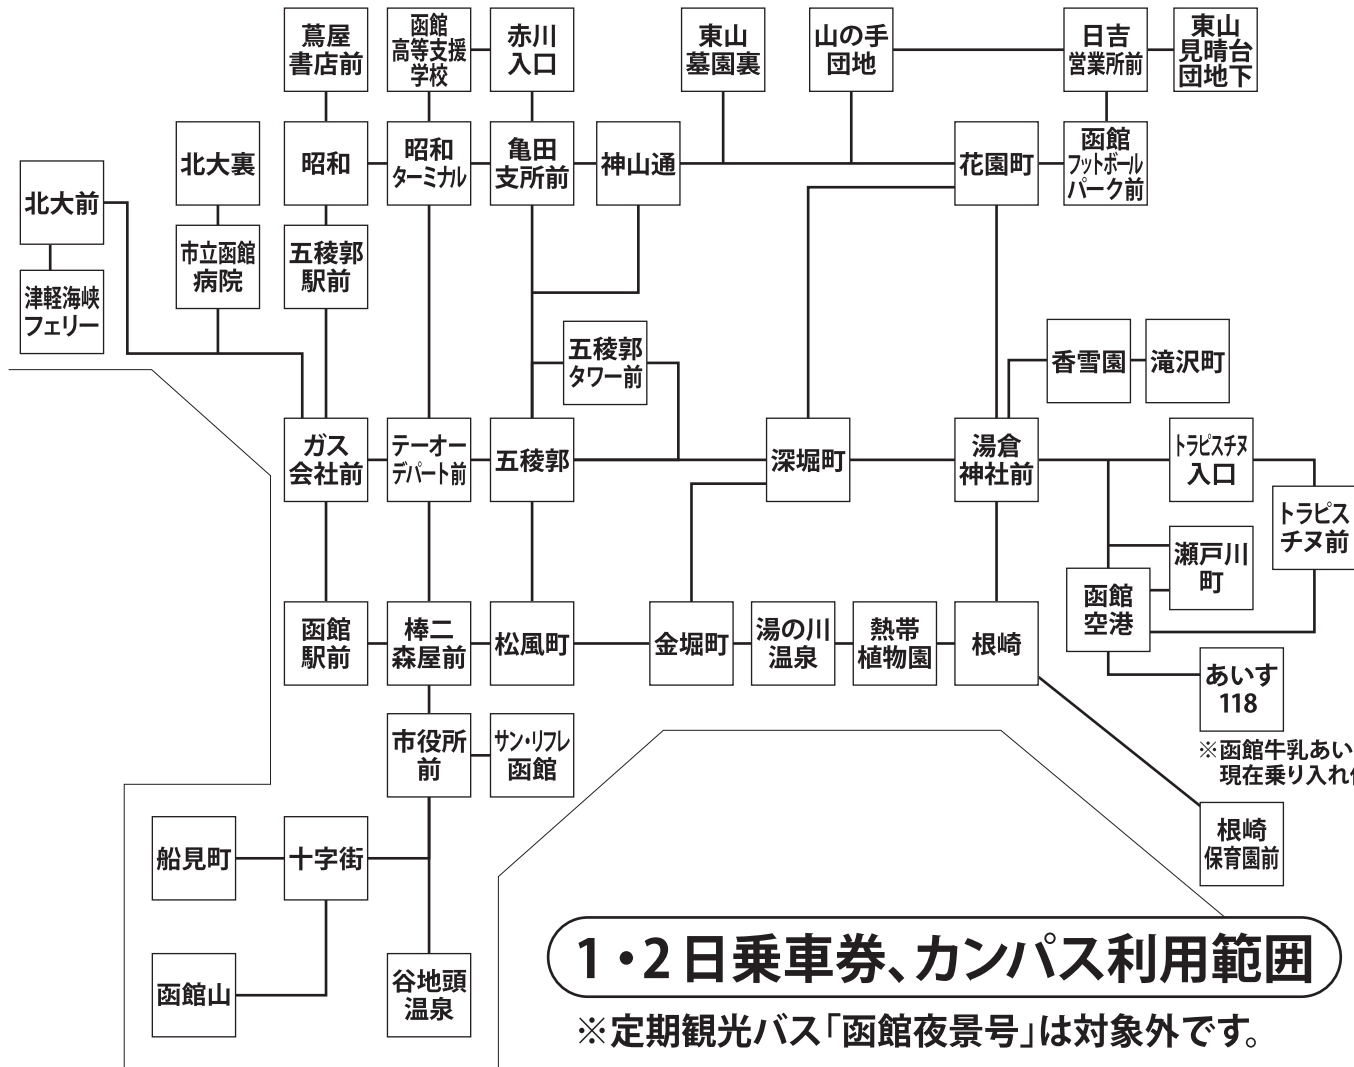 蔦屋
書店前
函館
高等支援
学校
赤川
入口
東山
墓園裏
山の手
団地
日吉
営業所前
東山
見晴台
団地下
北大前
北大裏
昭和
昭和
ターミナル
亀田
支所前
神山通
花園町
函館
フットボール
パーク前
津軽海峡
フェリー
市立函館
病院
五稜郭
駅前
五稜郭
タワー前
香雪園
滝沢町
ガス
会社前
テーオー
デパート前
五稜郭
深堀町
湯倉
神社前
トラピスチヌ
入口
トラピス
チヌ前
瀬戸川
町
函館
空港
函館
駅前
棒二
森屋前
松風町
金堀町
湯の川
温泉
熱帯
植物園
根崎
あいす
118
※函館牛乳あい
現在乗り入れ
市役所
前
サン・リフレ
函館
船見町
十字街
根崎
保育園前
函館山
谷地頭
温泉
1・2日乗車券、カンパス利用範囲
※定期観光バス「函館夜景号」は対象外です。